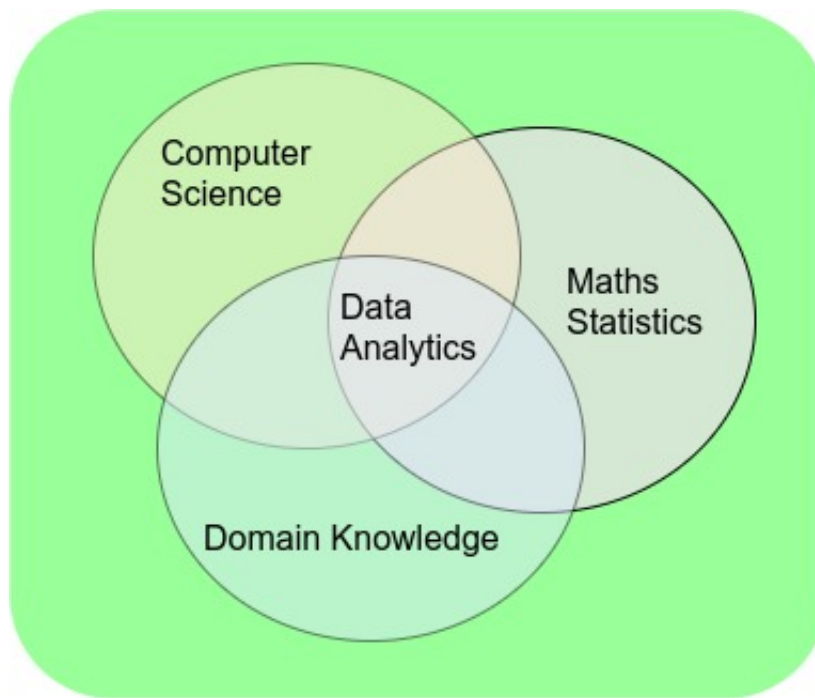 Computer
Science
Maths
Statistics
Data
Analytics
Domain Knowledge